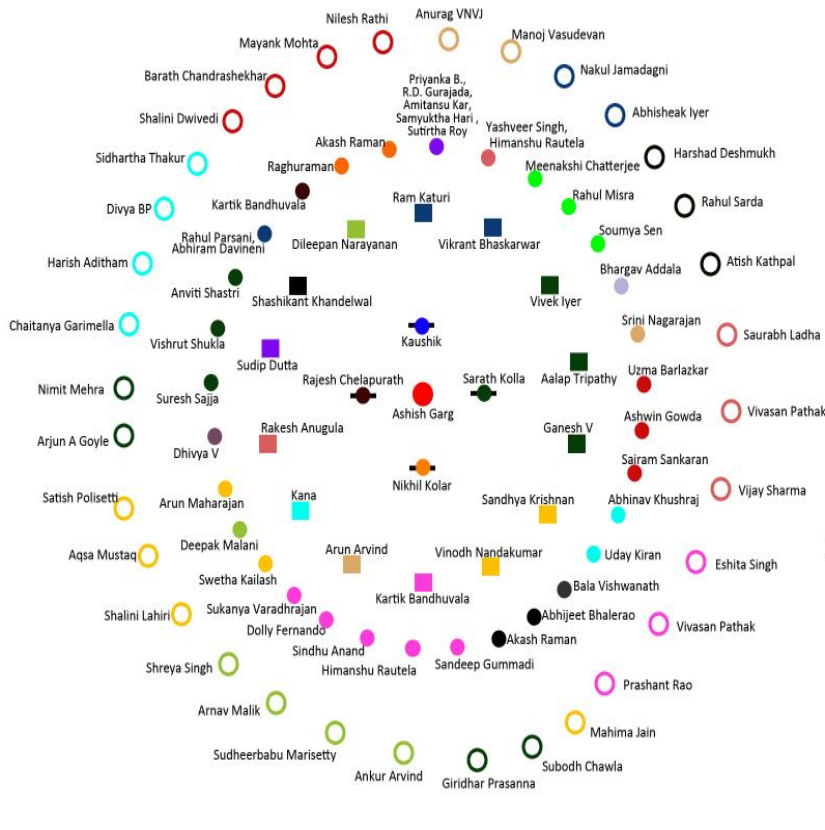 Anurag VNVJ
Nilesh Rathi
Manoj Vasudevan
Mayank Mohta
Nakul Jamadagni
Barath Chandrashekhar
Priyanka B.,
R.D. Gurajada,
Amitansu Kar,
Samyuktha Hari ,
Sutirtha Roy
Abhisheak Iyer
Shalini Dwivedi
Yashveer Singh,
Himanshu Rautela
Akash Raman
Harshad Deshmukh
Sidhartha Thakur
Raghuraman
Meenakshi Chatterjee
Kartik Bandhuvala
Ram Katuri
Rahul Misra
Rahul Sarda
Divya BP
Rahul Parsani,
Abhiram Davineni
Dileepan Narayanan
Vikrant Bhaskarwar
Soumya Sen
Harish Aditham
Atish Kathpal
Bhargav Addala
Anviti Shastri
Shashikant Khandelwal
Vivek Iyer
Chaitanya Garimella
Srini Nagarajan
Saurabh Ladha
Vishrut Shukla
Kaushik
Sudip Dutta
Aalap Tripathy
Uzma Barlazkar
Nimit Mehra
Suresh Sajja
Rajesh Chelapurath
Sarath Kolla
Ashish Garg
Ashwin Gowda
Vivasan Pathak
Arjun A Goyle
Dhivya V
Rakesh Anugula
Ganesh V
Sairam Sankaran
Nikhil Kolar
Satish Polisetti
Arun Maharajan
Kana
Sandhya Krishnan
Abhinav Khushraj
Vijay Sharma
Deepak Malani
Aqsa Mustaq
Arun Arvind
Vinodh Nandakumar
Uday Kiran
Eshita Singh
Swetha Kailash
Kartik Bandhuvala
Bala Vishwanath
Shalini Lahiri
Sukanya Varadhrajan
Abhijeet Bhalerao
Vivasan Pathak
Dolly Fernando
Akash Raman
Sindhu Anand
Himanshu Rautela
Sandeep Gummadi
Shreya Singh
Prashant Rao
Arnav Malik
Mahima Jain
Sudheerbabu Marisetty
Subodh Chawla
Ankur Arvind
Giridhar Prasanna